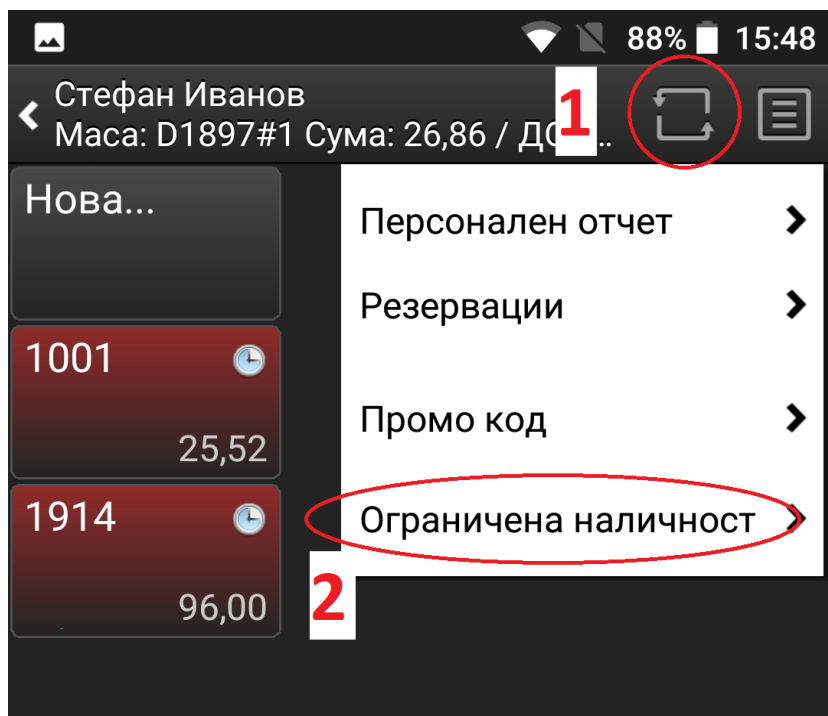 88% 15:48
Стефан Иванов
Маса: D1897#1 Сума: 26,86 /
1
Нова...
Персонален отчет
Резервации
1001
25,52
Промо код
1914
Ограничена наличност
96,00
2